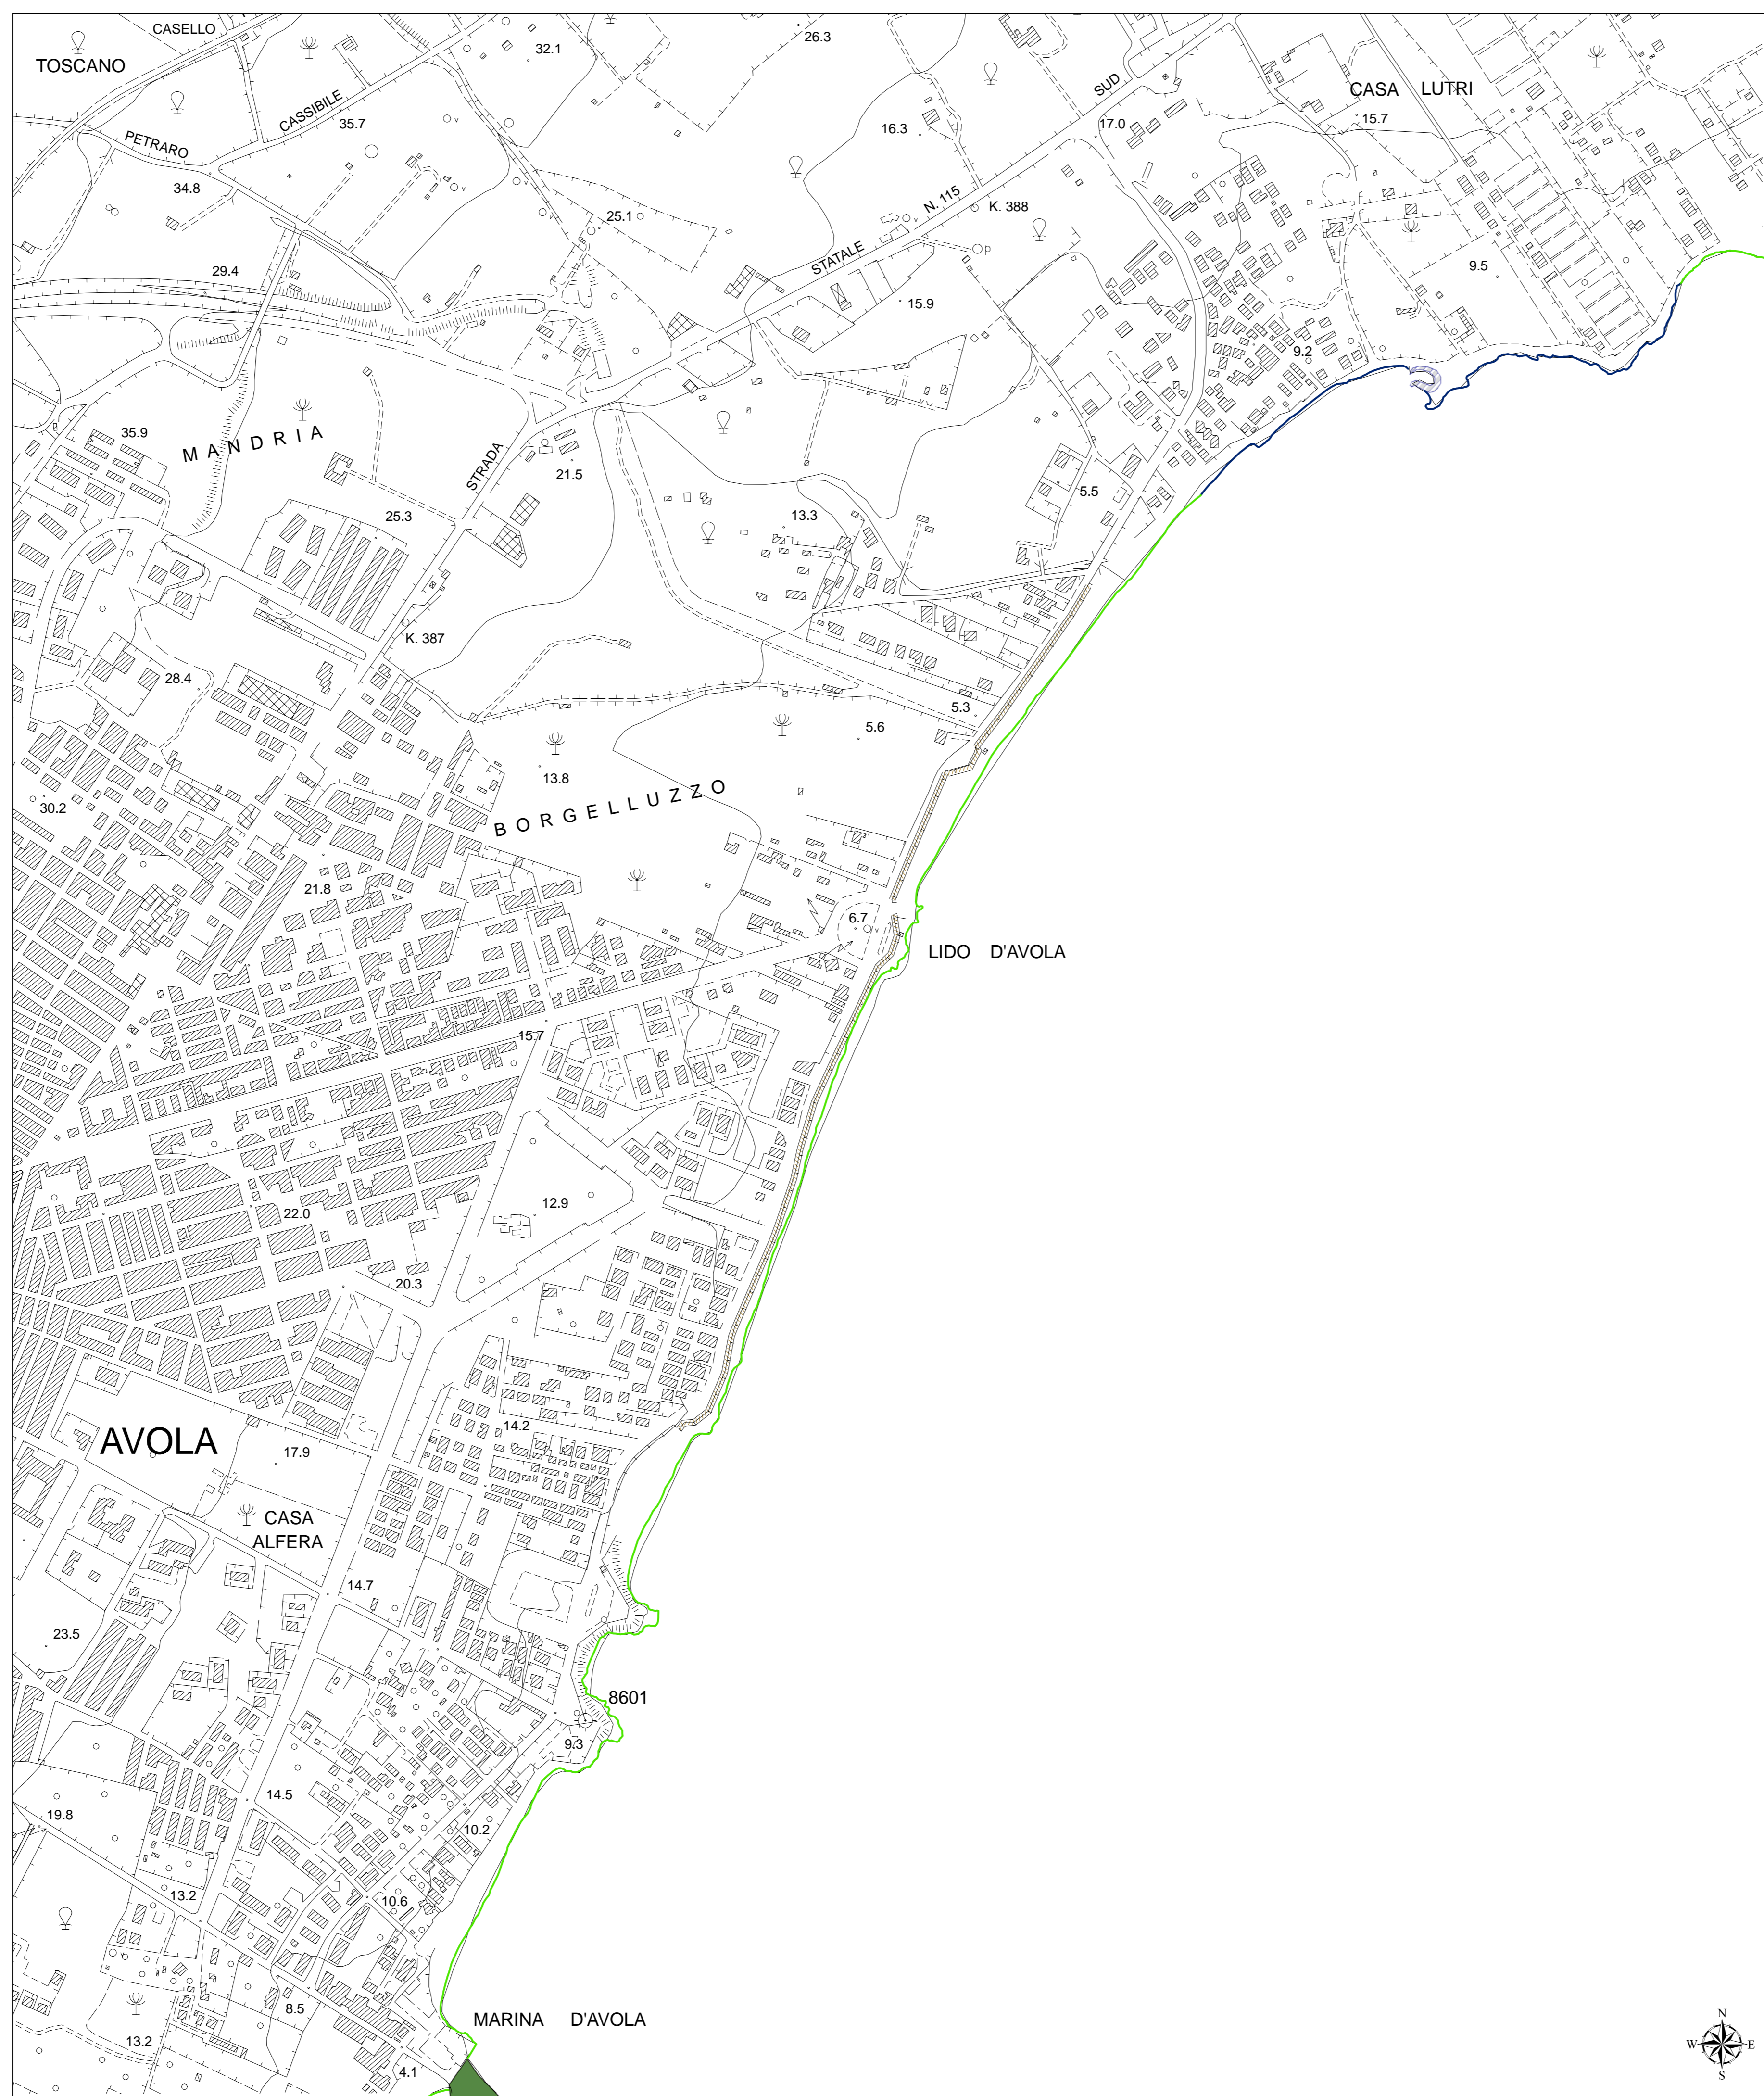 CASELLO
TOSCANO
32.1
26.3
SUD
CASA LUTRI
CASSIBILE
35.7
16.3
17.0
15.7
PETRARO
34.8
v
v
v
25.1
v
N. 115
K. 388
STATALE
p
29.4
9.5
15.9
9.2
35.9
MANDRIA
STRADA
21.5
5.5
25.3
13.3
K. 387
28.4
5.3
5.6
13.8
30.2
BORGELLUZZO
21.8
6.7
v
LIDO D'AVOLA
15.7
12.9
22.0
20.3
14.2
AVOLA
17.9
CASA
ALFERA
14.7
23.5
8601
9.3
14.5
19.8
10.2
13.2
10.6
8.5
MARINA D'AVOLA
13.2
4.1
N
W E
S